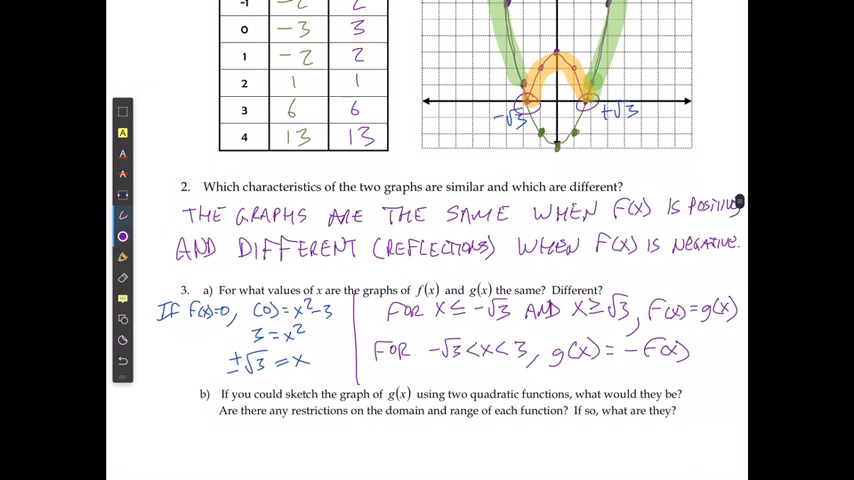 -1 -2 2
0 -3 3
1 -2 2
2 1 1
3 6 6
4 13 13
-√3 +√3
2. Which characteristics of the two graphs are similar and which are different?
THE GRAPHS ARE THE SAME WHEN F(X) IS POSITIVE
AND DIFFERENT (REFLECTIONS) WHEN F(X) IS NEGATIVE.
3. a) For what values of x are the graphs of f(x) and g(x) the same? Different?
IF F(X)=0, (0)=X²-3
3=X²
±√3=X
FOR X ≤ -√3 AND X ≥ √3, F(X)=g(X)
FOR -√3<X<3, g(X)=-F(X)
b) If you could sketch the graph of g(x) using two quadratic functions, what would they be?
Are there any restrictions on the domain and range of each function? If so, what are they?